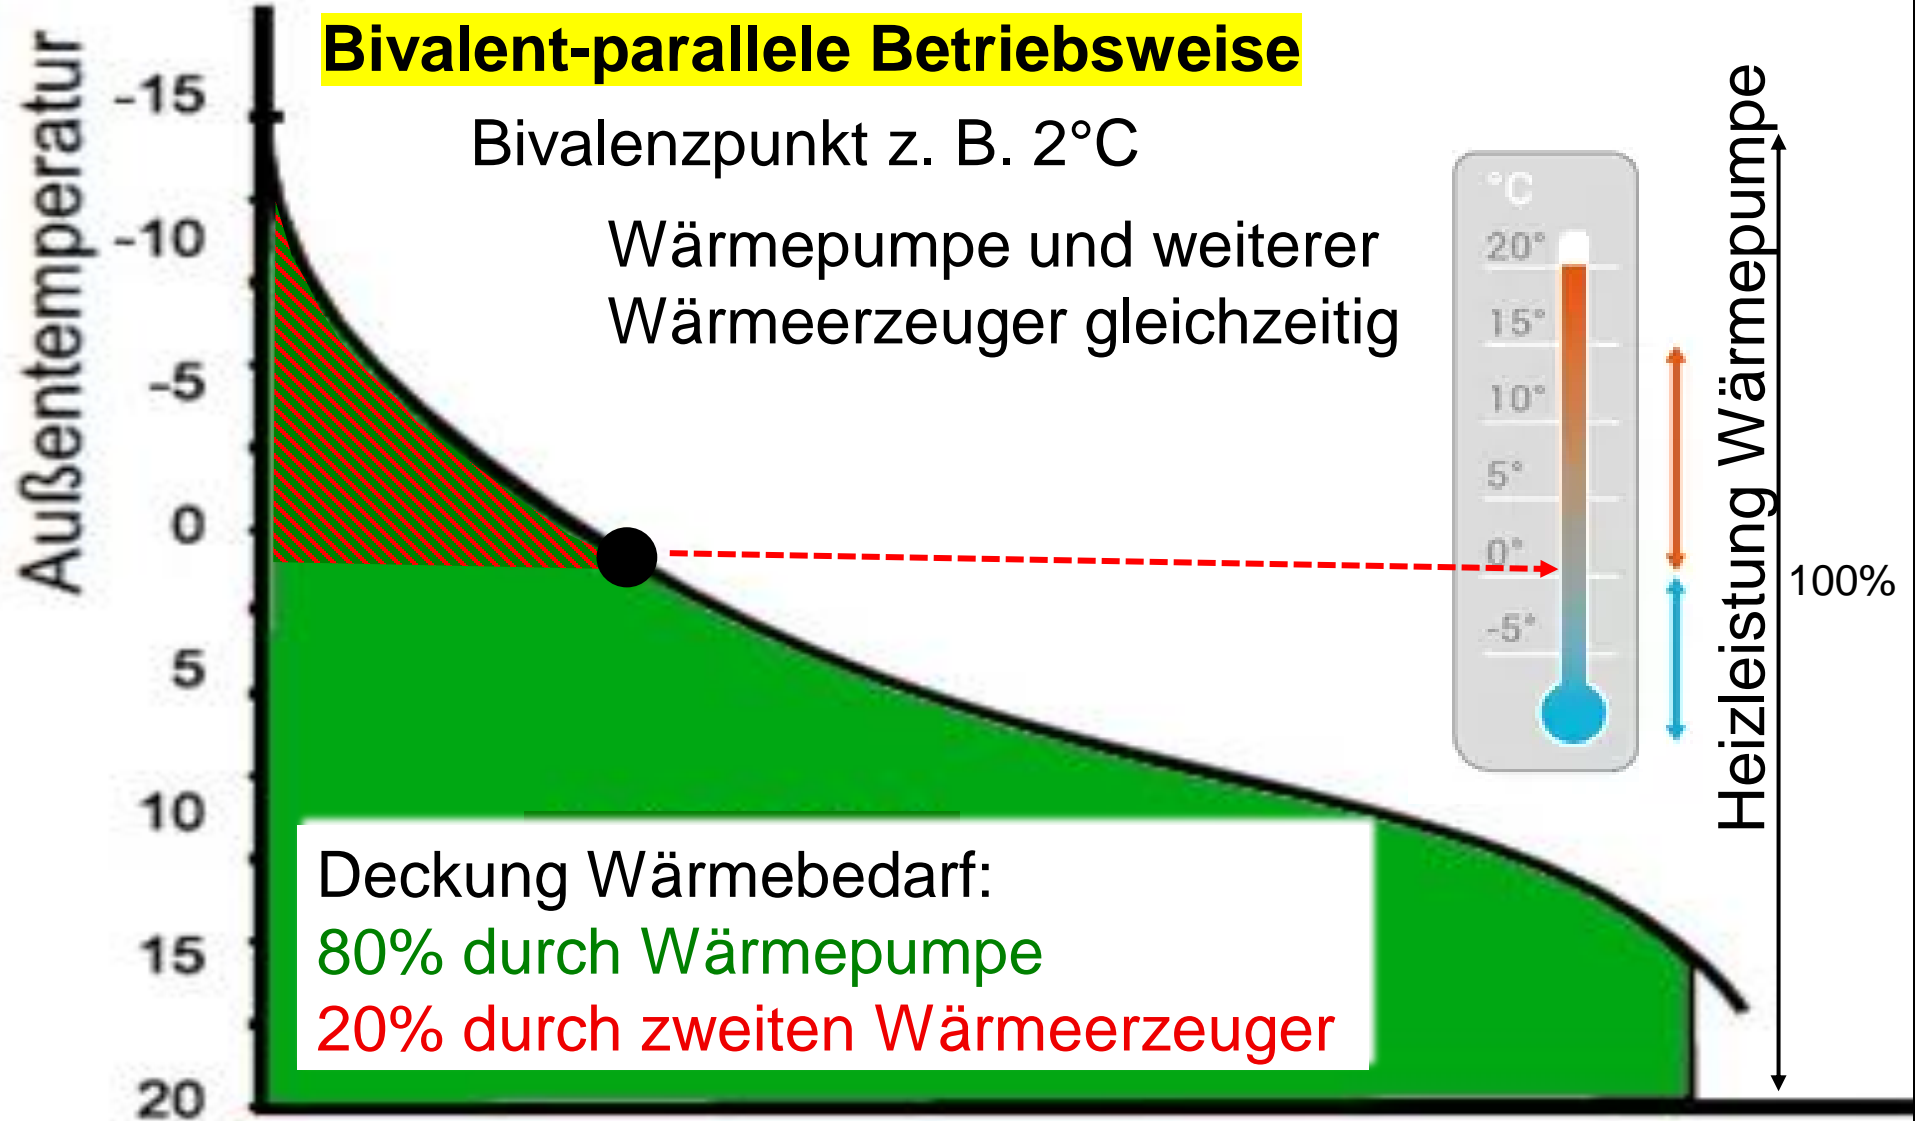 Bivalent-parallele Betriebsweise
Bivalenzpunkt z. B. 2°C
Wärmepumpe und weiterer
Wärmeerzeuger gleichzeitig
Außentemperatur
-15
-10
-5
0
5
10
15
20
°C
20°
15°
10°
5°
0°
-5°
Heizleistung Wärmepumpe
100%
Deckung Wärmebedarf:
80% durch Wärmepumpe
20% durch zweiten Wärmeerzeuger